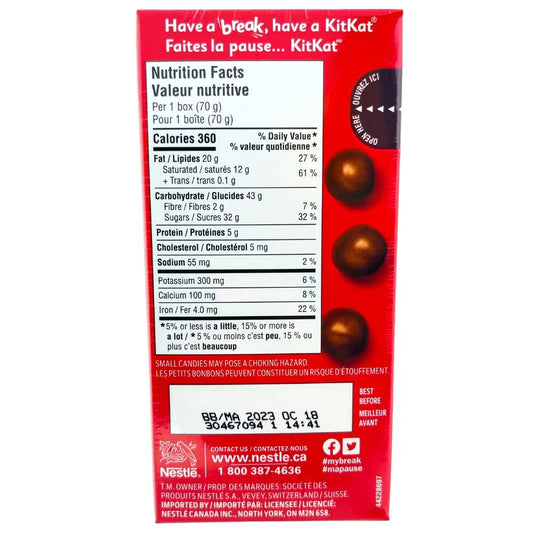 Have a break, have a KitKat®
Faites la pause... KitKat MD
Nutrition Facts
Valeur nutritive
Per 1 box (70 g)
Pour 1 boîte (70 g)
Calories 360
% Daily Value*
% valeur quotidienne*
Fat / Lipides 20 g 27 %
Saturated / saturés 12 g
+ Trans / trans 0.1 g
61 %
Carbohydrate / Glucides 43 g
Fibre / Fibres 2 g 7 %
Sugars / Sucres 32 g 32 %
Protein / Protéines 5 g
Cholesterol / Cholestérol 5 mg
Sodium 55 mg 2 %
Potassium 300 mg 6 %
Calcium 100 mg 8 %
Iron / Fer 4.0 mg 22 %
*5% or less is a little, 15% or more is
a lot / *5 % ou moins c'est peu, 15 % ou
plus c'est beaucoup
OPEN HERE ▲ OUVREZ ICI
SMALL CANDIES MAY POSE A CHOKING HAZARD
LES PETITS BONBONS PEUVENT CONSTITUER UN RISQUE D'ÉTOUFFEMENT.
BB/MA 2023 OC 18
30467094 1 14:41
BEST
BEFORE
MEILLEUR
AVANT
Nestlé®
CONTACT US / CONTACTEZ-NOUS
www.nestle.ca
1 800 387-4636
#mybreak
#mapause
T.M. OWNER / PROP. DES MARQUES: SOCIÉTÉ DES
PRODUITS NESTLÉ S.A., VEVEY, SWITZERLAND / SUISSE.
IMPORTED BY / IMPORTÉ PAR: LICENSEE / LICENCIÉ:
NESTLÉ CANADA INC., NORTH YORK, ON M2N 6S8.
44228697